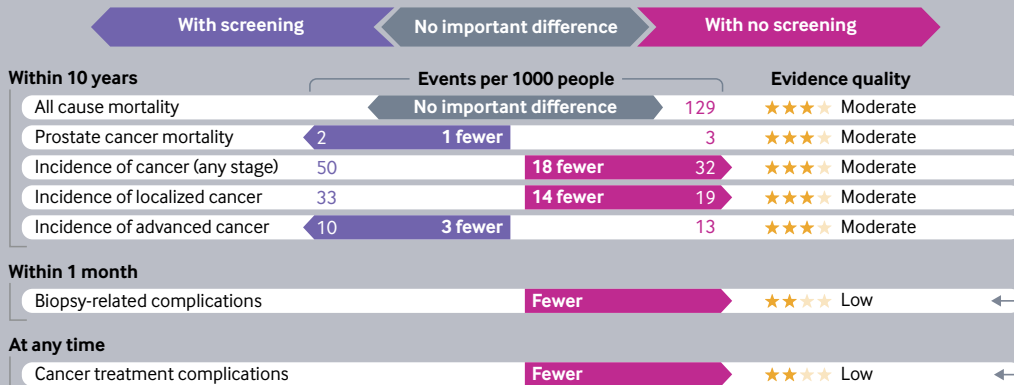 With screening No important difference With no screening
Within 10 years Events per 1000 people Evidence quality
All cause mortality No important difference 129 Moderate
Prostate cancer mortality 2 1 fewer 3 Moderate
Incidence of cancer (any stage) 50 18 fewer 32 Moderate
Incidence of localized cancer 33 14 fewer 19 Moderate
Incidence of advanced cancer 10 3 fewer 13 Moderate
Within 1 month
Biopsy-related complications Fewer Low
At any time
Cancer treatment complications Fewer Low